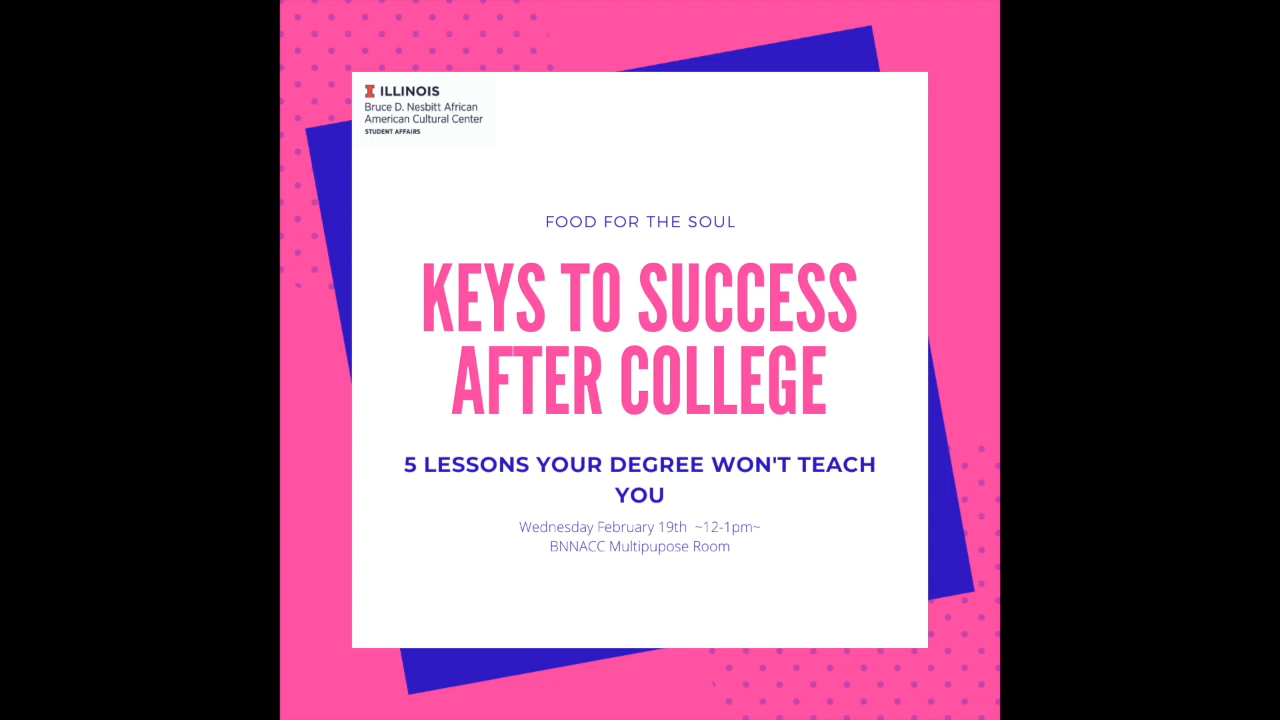 ILLINOIS
Bruce D. Nesbitt African
American Cultural Center
STUDENT AFFAIRS
FOOD FOR THE SOUL
KEYS TO SUCCESS
AFTER COLLEGE
5 LESSONS YOUR DEGREE WON'T TEACH
YOU
Wednesday February 19th ~12-1pm~
BNNACC Multipupose Room